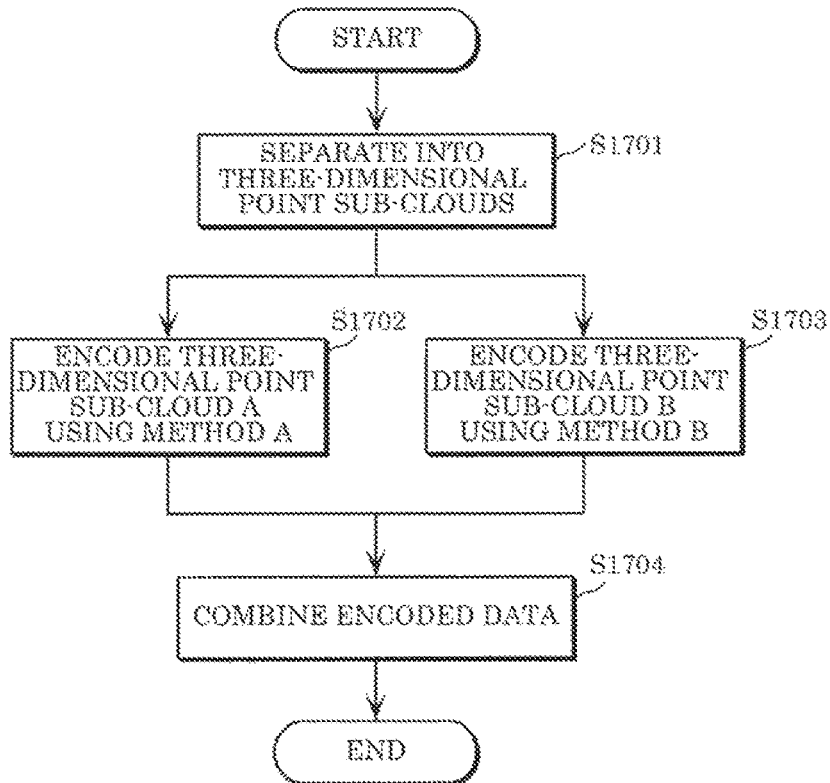 START
S1701
SEPARATE INTO
THREE-DIMENSIONAL
POINT SUB-CLOUDS
S1702
ENCODE THREE-
DIMENSIONAL POINT
SUB-CLOUD A
USING METHOD A
S1703
ENCODE THREE-
DIMENSIONAL POINT
SUB-CLOUD B
USING METHOD B
S1704
COMBINE ENCODED DATA
END